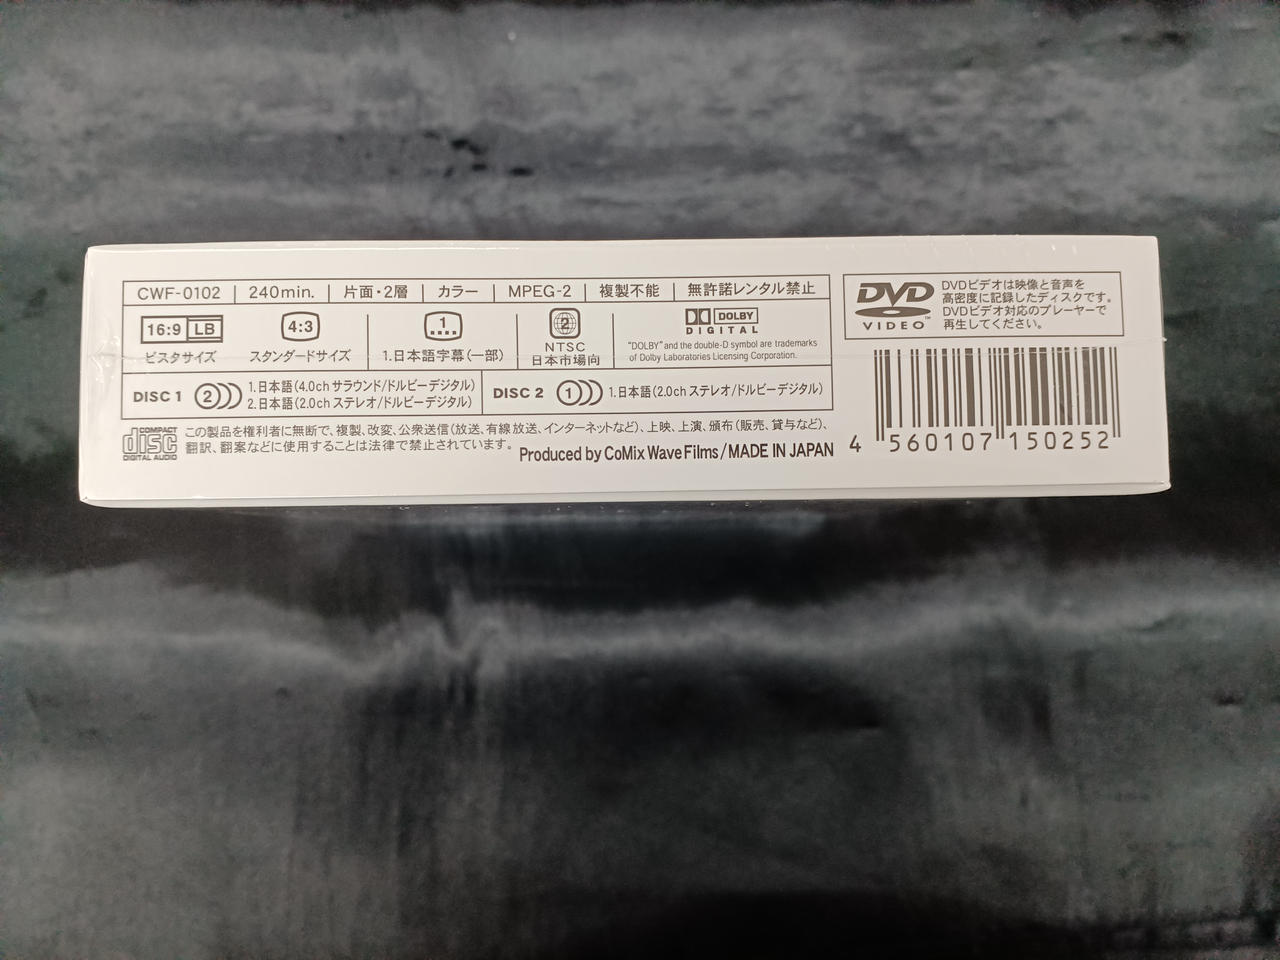 CWF-0102 240min. 片面・2層 カラー MPEG-2 複製不能 無許諾レンタル禁止
16:9 LB
ビスタサイズ
4:3
スタンダードサイズ
1
1.日本語字幕(一部)
2
NTSC
日本市場向
DOLBY
DIGITAL
"DOLBY" and the double-D symbol are trademarks
of Dolby Laboratories Licensing Corporation.
DISC 1 2
1.日本語(4.0ch サラウンド/ドルビーデジタル)
2.日本語(2.0ch ステレオ/ドルビーデジタル)
DISC 2 1
1.日本語(2.0ch ステレオ/ドルビーデジタル)
COMPACT
disc
DIGITAL AUDIO
この製品を権利者に無断で、複製、改変、公衆送信(放送、有線放送、インターネットなど)、上映、上演、頒布(販売、貸与など)、
翻訳、翻案などに使用することは法律で禁止されています。
Produced by CoMix Wave Films/MADE IN JAPAN
DVD
VIDEO™
DVDビデオは映像と音声を
高密度に記録したディスクです。
DVDビデオ対応のプレーヤーで
再生してください。
4 560107 150252